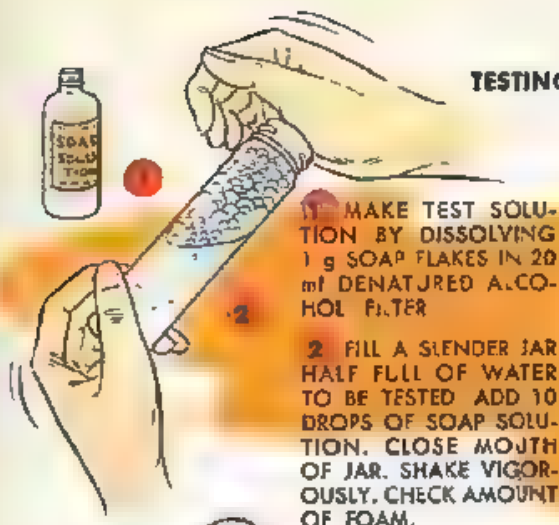 TESTING
SOAP
SOLU-
TION
1
1 MAKE TEST SOLU-
TION BY DISSOLVING
1 g SOAP FLAKES IN 20
ml DENATURED ALCO-
HOL FILTER
2
2 FILL A SLENDER JAR
HALF FULL OF WATER
TO BE TESTED ADD 10
DROPS OF SOAP SOLU-
TION. CLOSE MOUTH
OF JAR. SHAKE VIGOR-
OUSLY. CHECK AMOUNT
OF FOAM.